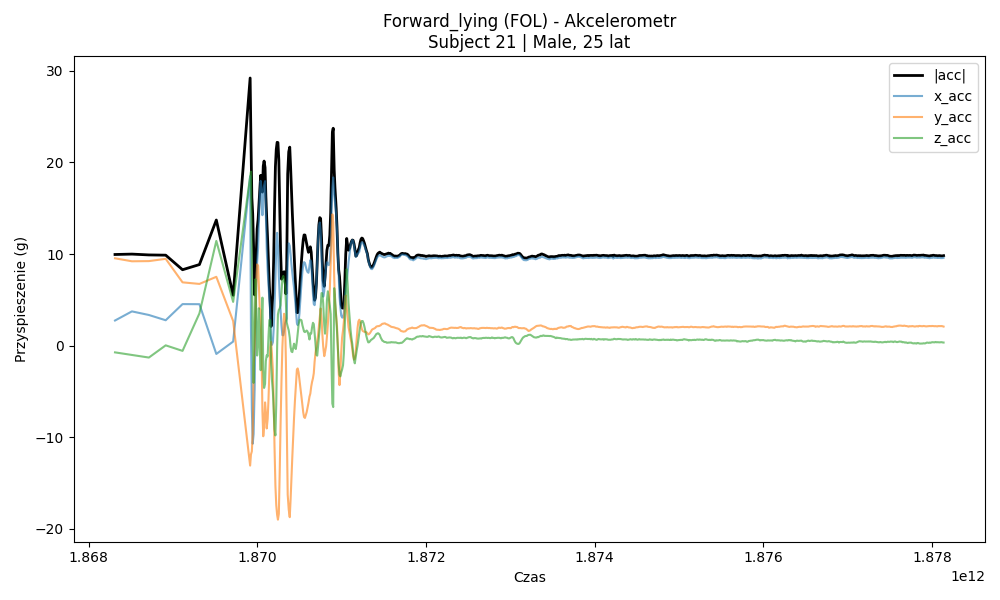 Forward_lying (FOL) - Akcelerometr
Subject 21 | Male, 25 lat
Przyspieszenie (g)
30
20
10
0
−10
−20
|acc|
x_acc
y_acc
z_acc
1.868 1.870 1.872 1.874 1.876 1.878
1e12
Czas